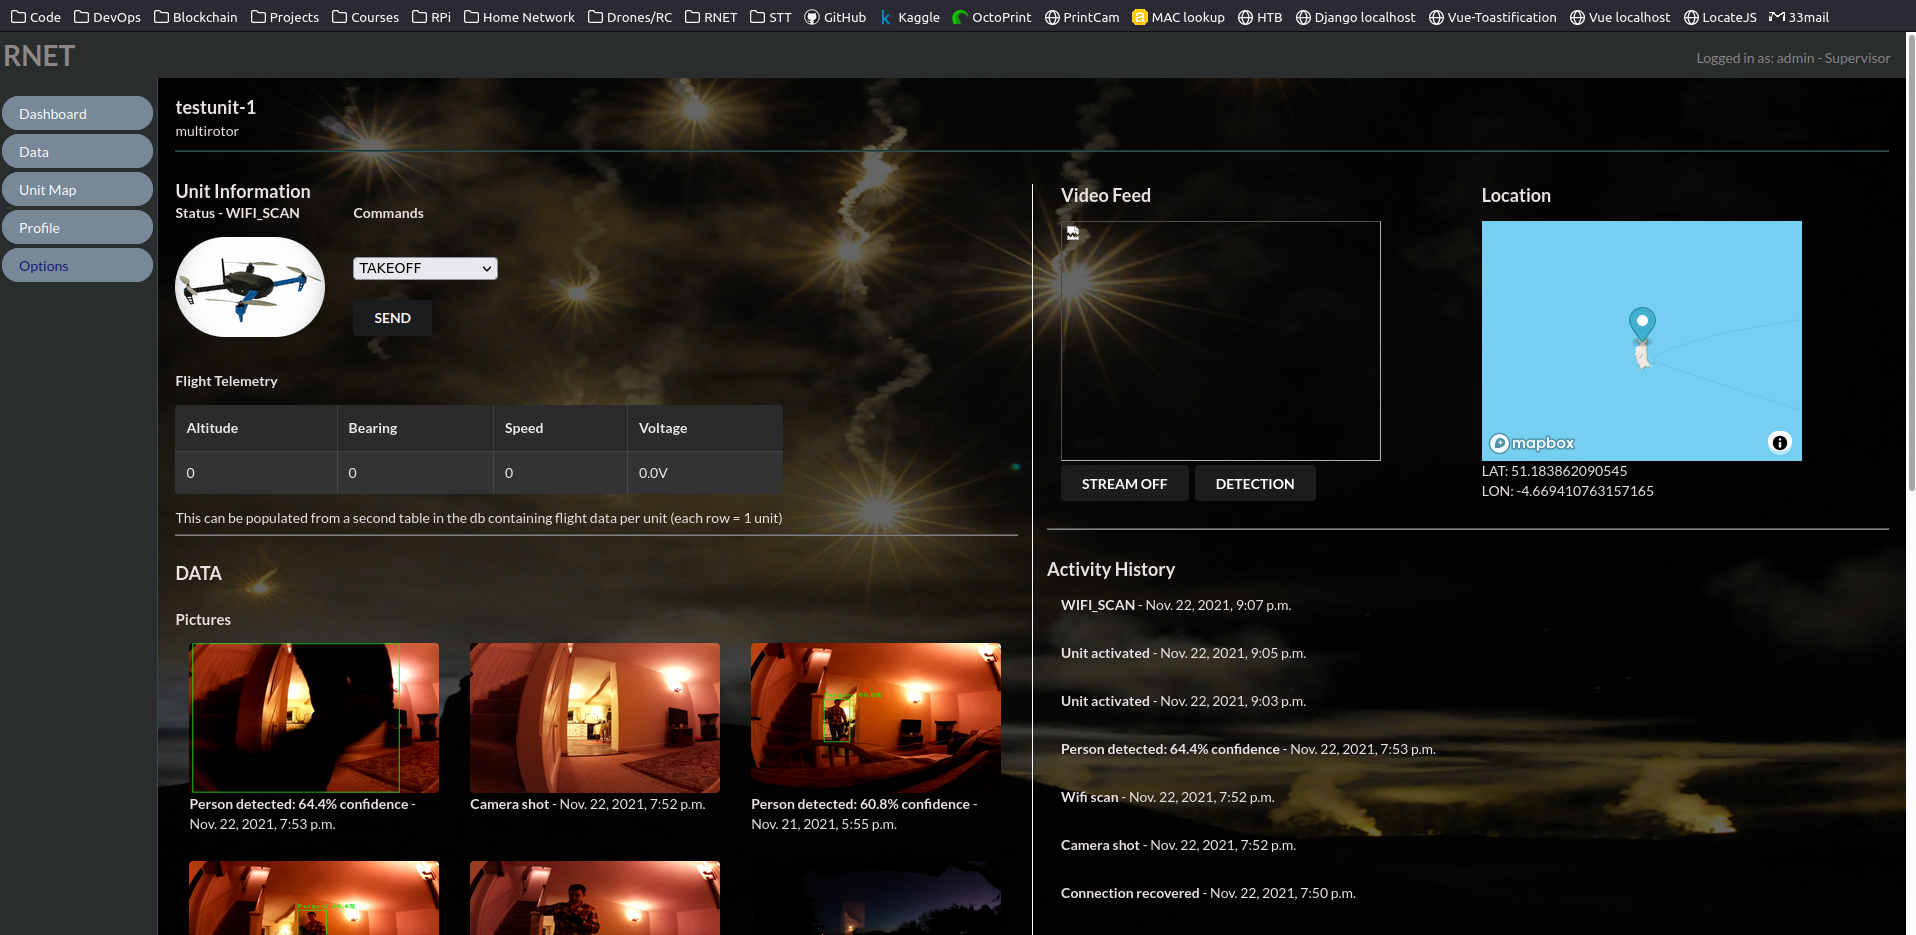 Code DevOps Blockchain Projects Courses RPi Home Network Drones/RC RNET STT GitHub Kaggle OctoPrint PrintCam MAC lookup HTB Django localhost Vue-Toastification Vue localhost LocateJS 33mail
RNET
Logged in as: admin - Supervisor
Dashboard
Data
Unit Map
Profile
Options
testunit-1
multirotor
Unit Information
Status - WIFI_SCAN
Commands
TAKEOFF
SEND
Flight Telemetry
Altitude Bearing Speed Voltage
0 0 0 0.0V
This can be populated from a second table in the db containing flight data per unit (each row = 1 unit)
Video Feed
STREAM OFF DETECTION
Location
mapbox
LAT: 51.183862090545
LON: -4.669410763157165
DATA
Pictures
Person detected: 64.4% confidence -
Nov. 22, 2021, 7:53 p.m.
Camera shot - Nov. 22, 2021, 7:52 p.m.
60.8%
Person detected: 60.8% confidence -
Nov. 21, 2021, 5:55 p.m.
Activity History
WIFI_SCAN - Nov. 22, 2021, 9:07 p.m.
Unit activated - Nov. 22, 2021, 9:05 p.m.
Unit activated - Nov. 22, 2021, 9:03 p.m.
Person detected: 64.4% confidence - Nov. 22, 2021, 7:53 p.m.
Wifi scan - Nov. 22, 2021, 7:52 p.m.
Camera shot - Nov. 22, 2021, 7:52 p.m.
Connection recovered - Nov. 22, 2021, 7:50 p.m.